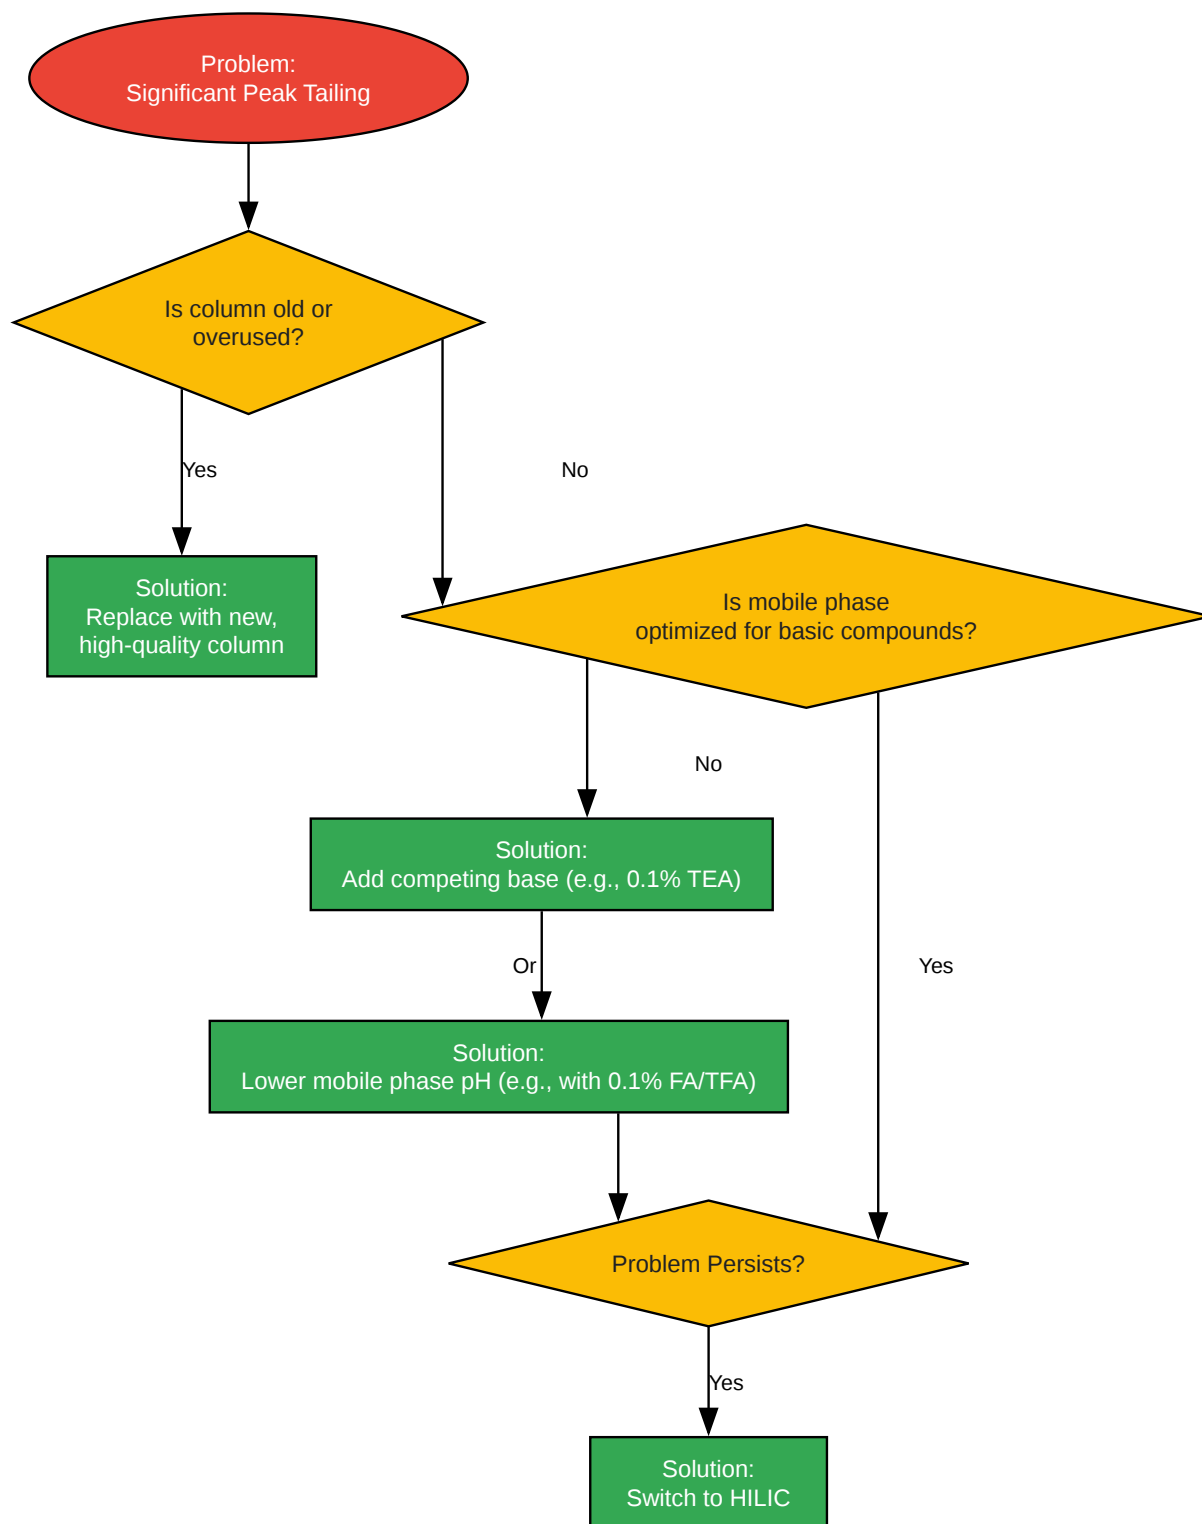 Problem:
Significant Peak Tailing
Is column old or
overused?
Yes
No
Solution:
Replace with new,
high-quality column
Is mobile phase
optimized for basic compounds?
No
Solution:
Add competing base (e.g., 0.1% TEA)
Or
Yes
Solution:
Lower mobile phase pH (e.g., with 0.1% FA/TFA)
Problem Persists?
Yes
Solution:
Switch to HILIC